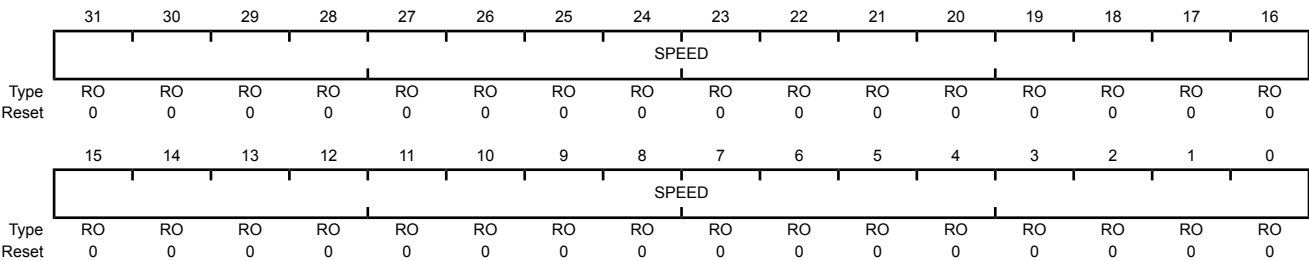 31 30 29 28 27 26 25 24 23 22 21 20 19 18 17 16
SPEED
Type RO RO RO RO RO RO RO RO RO RO RO RO RO RO RO RO
Reset 0 0 0 0 0 0 0 0 0 0 0 0 0 0 0 0
15 14 13 12 11 10 9 8 7 6 5 4 3 2 1 0
SPEED
Type RO RO RO RO RO RO RO RO RO RO RO RO RO RO RO RO
Reset 0 0 0 0 0 0 0 0 0 0 0 0 0 0 0 0